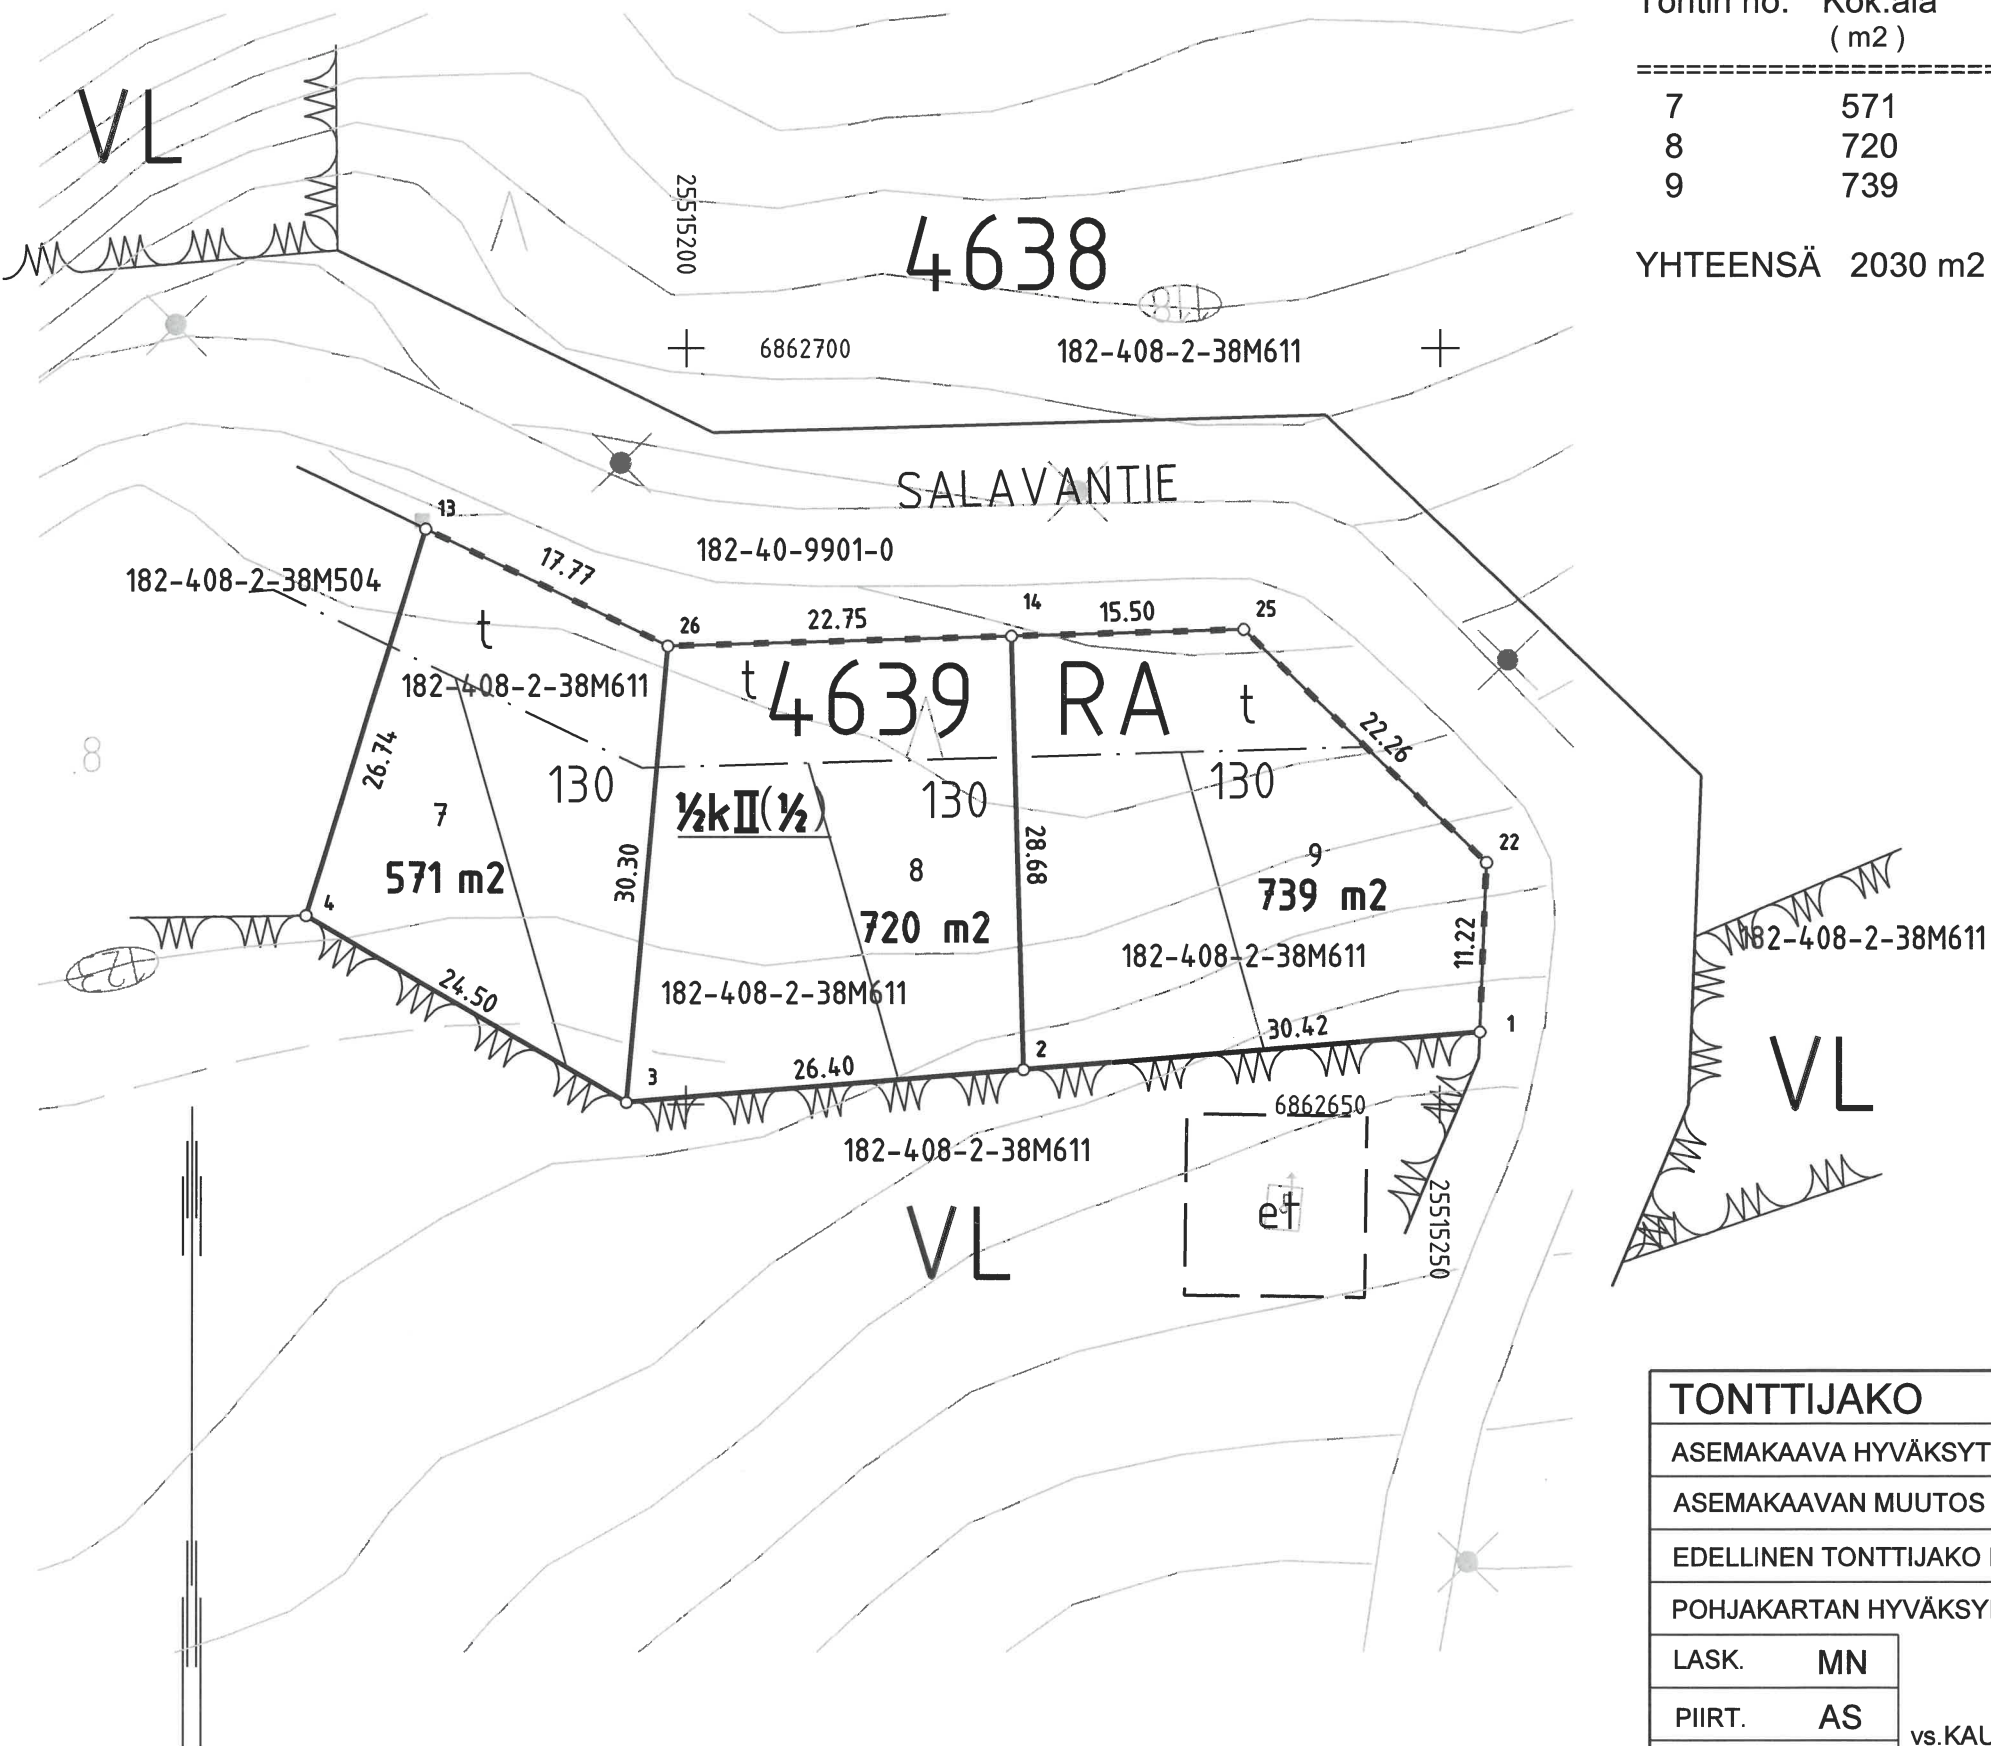 Tontin no. Kok.ala
( m2 )
======================
7 571
8 720
9 739
YHTEENSÄ 2030 m2
VL
25515200
4638
6862700
182-408-2-38M611
SALAVANTIE
13
182-40-9901-0
17.77
182-408-2-38M504
14
15.50
25
26
22.75
t
182-408-2-38M611
t
4639
RA
t
22.26
26.74
130
130
130
½kII(½)
7
571 m2
30.30
8
720 m2
28.68
9
739 m2
22
11.22
4
24.50
182-408-2-38M611
182-408-2-38M611
182-408-2-38M611
30.42
1
2
26.40
3
6862650
182-408-2-38M611
VL
VL
et
25515250
8
TONTTIJAKO
ASEMAKAAVA HYVÄKSYT
ASEMAKAAVAN MUUTOS
EDELLINEN TONTTIJAKO
POHJAKARTAN HYVÄKSY
LASK. MN
PIIRT. AS
vs.KAU